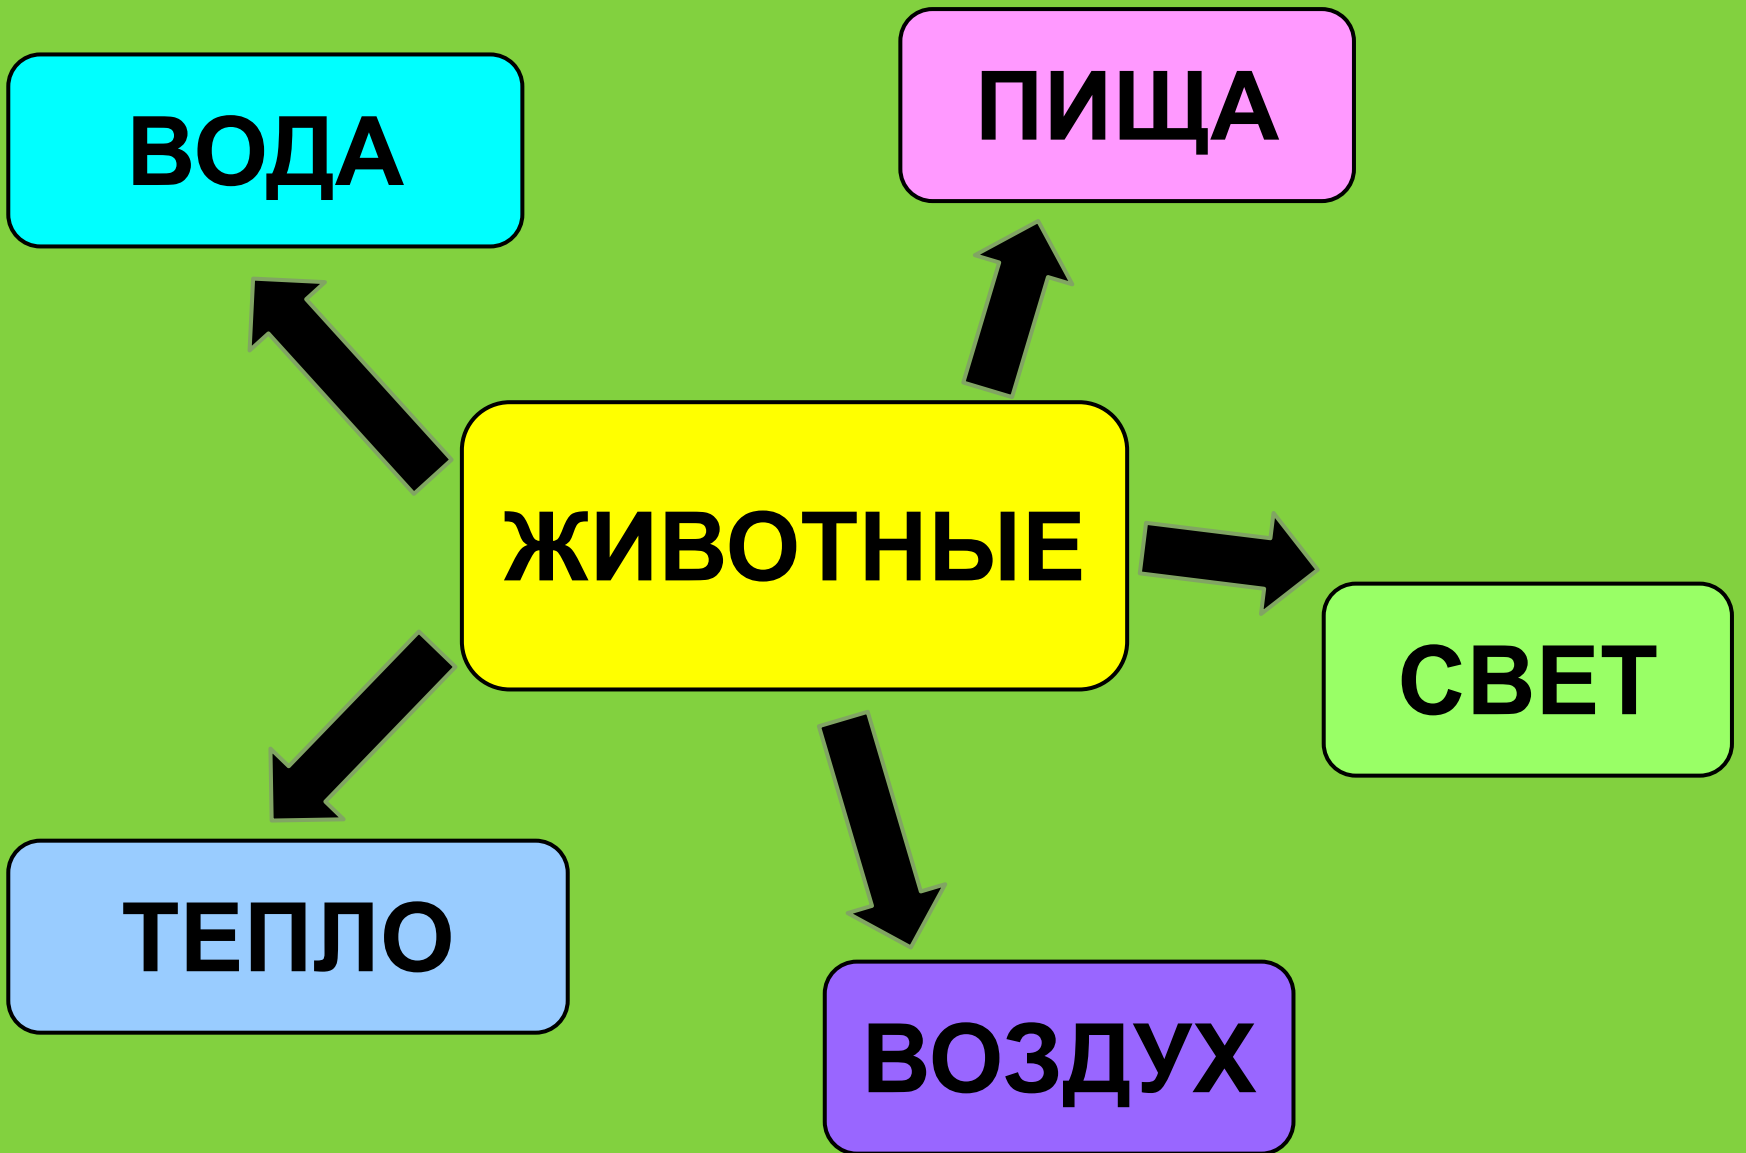 ВОДА
ПИЩА
ЖИВОТНЫЕ
СВЕТ
ТЕПЛО
ВОЗДУХ